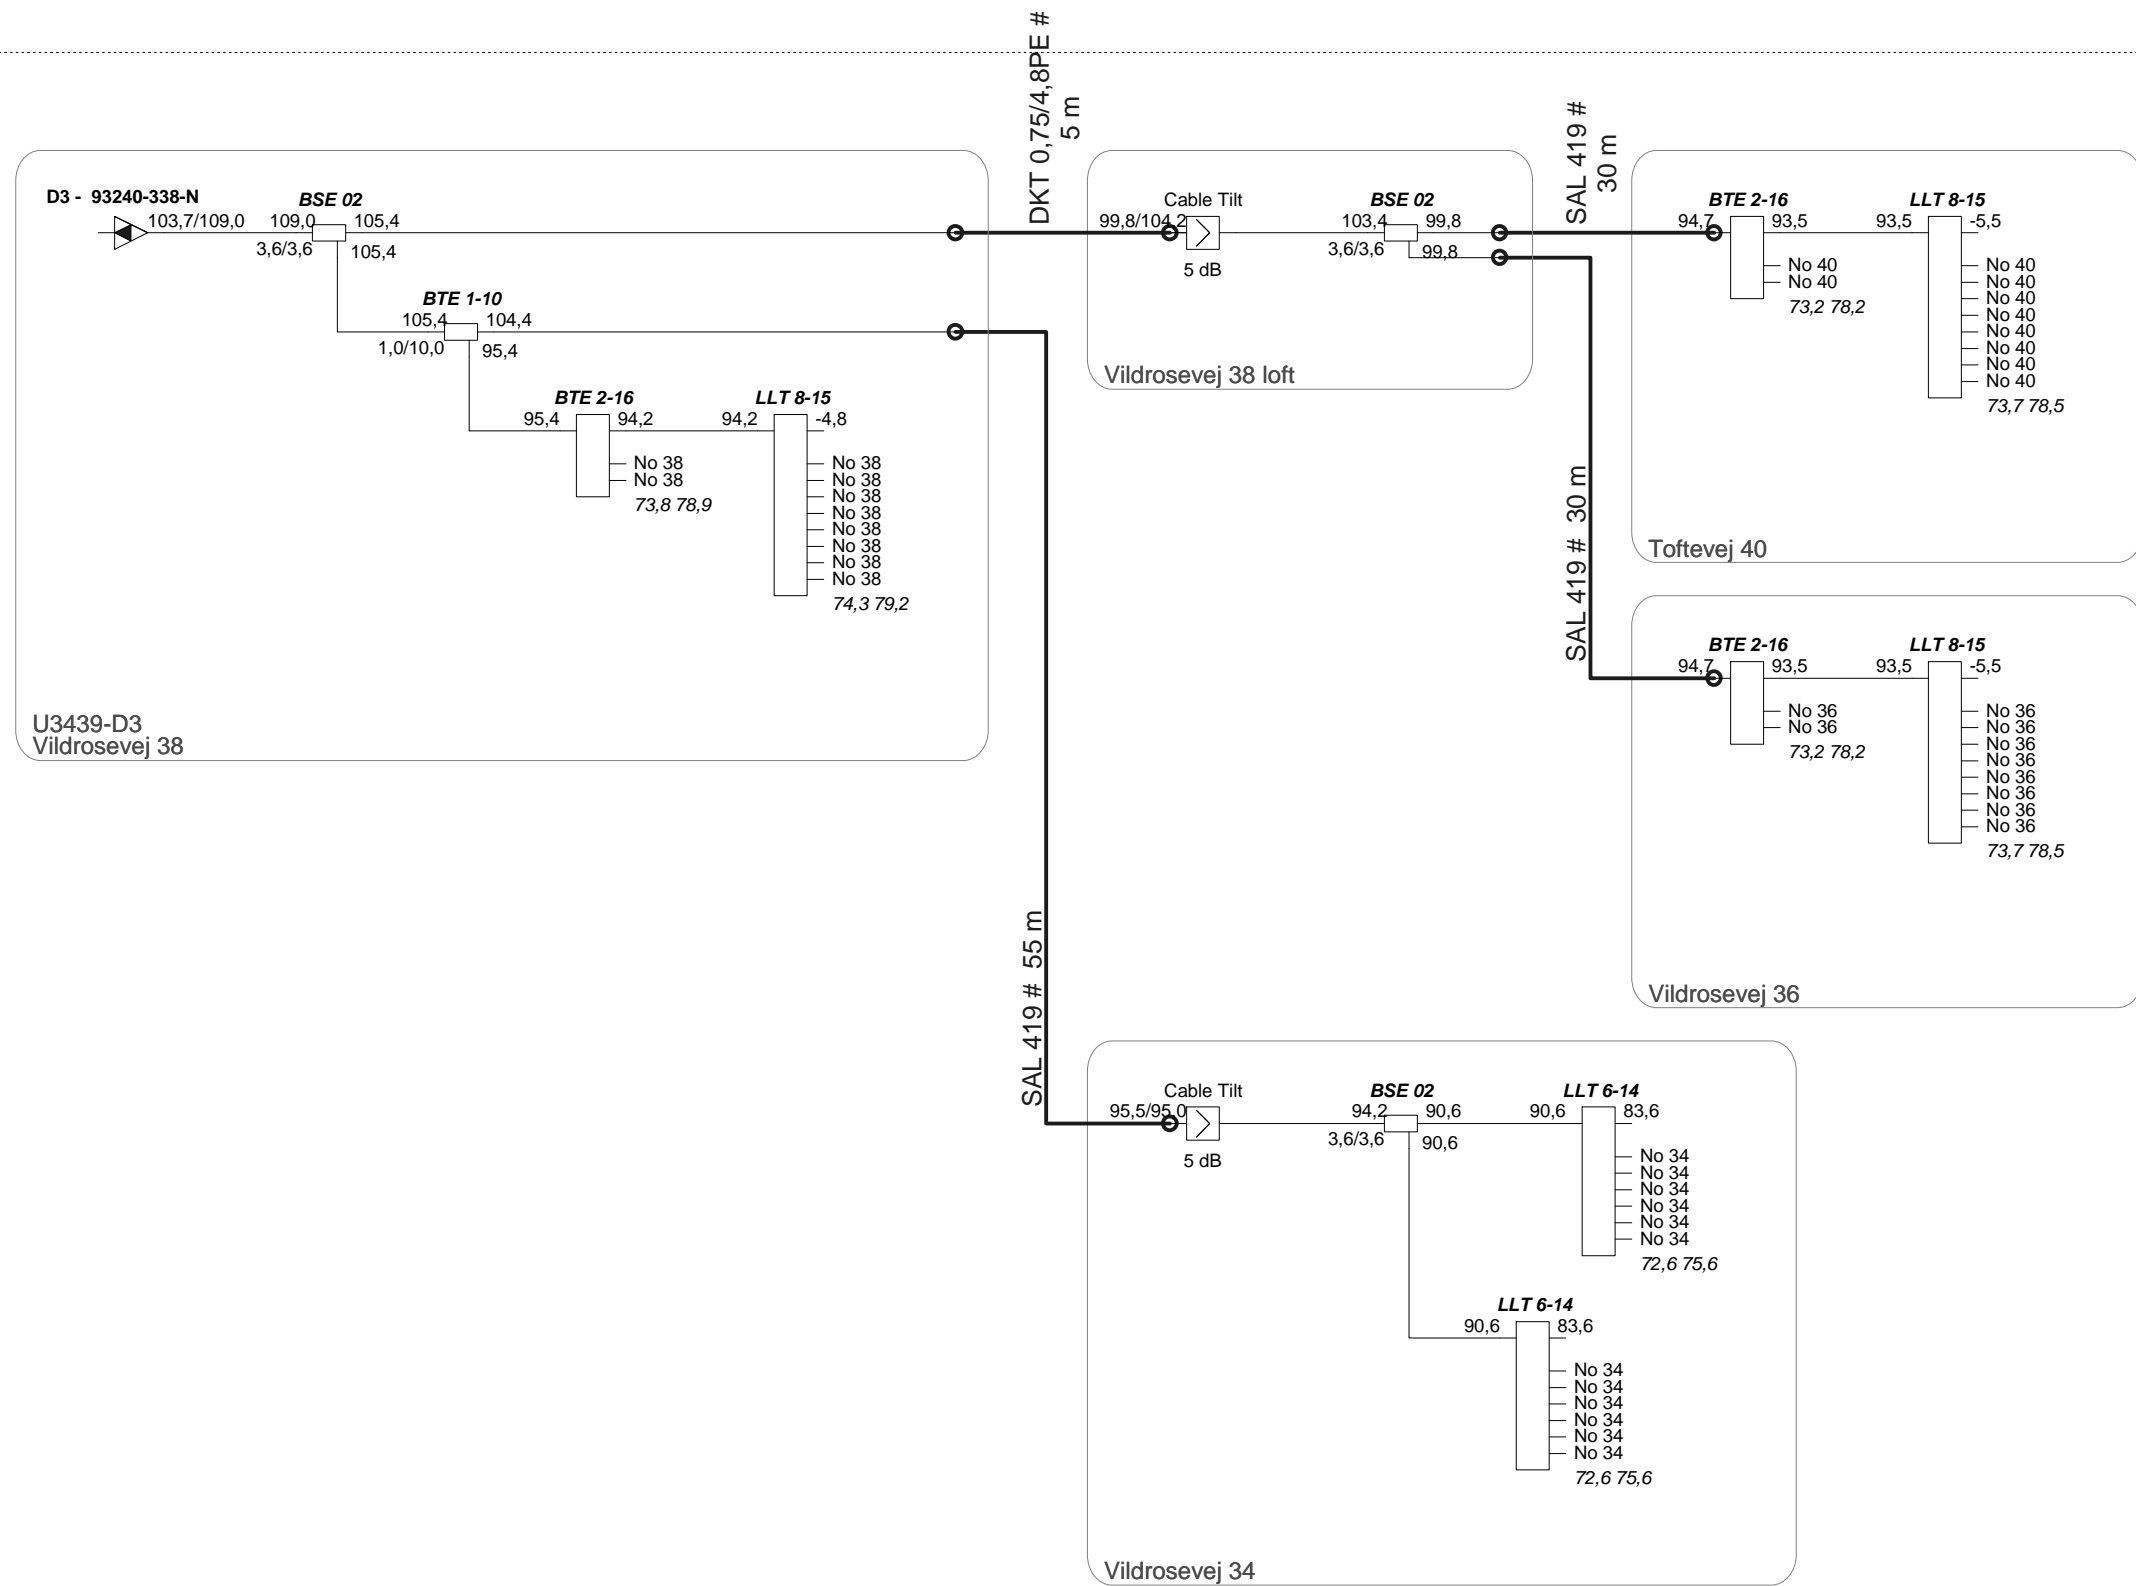 DKT 0,75/4,8PE #
5 m
D3 - 93240-338-N
103,7/109,0
BSE 02
109,0
105,4
3,6/3,6
105,4
BTE 1-10
105,4
104,4
1,0/10,0
95,4
BTE 2-16
95,4
94,2
No 38
No 38
73,8 78,9
LLT 8-15
94,2
-4,8
No 38
No 38
No 38
No 38
No 38
No 38
No 38
No 38
74,3 79,2
U3439-D3
Vildrosevej 38
99,8/104,2
Cable Tilt
5 dB
BSE 02
103,4
99,8
3,6/3,6
99,8
Vildrosevej 38 loft
SAL 419 #
30 m
BTE 2-16
94,7
93,5
No 40
No 40
73,2 78,2
LLT 8-15
93,5
-5,5
No 40
No 40
No 40
No 40
No 40
No 40
No 40
No 40
73,7 78,5
Toftevej 40
SAL 419 # 30 m
BTE 2-16
94,7
93,5
No 36
No 36
73,2 78,2
LLT 8-15
93,5
-5,5
No 36
No 36
No 36
No 36
No 36
No 36
No 36
No 36
73,7 78,5
Vildrosevej 36
SAL 419 # 55 m
95,5/95,0
Cable Tilt
5 dB
BSE 02
94,2
90,6
3,6/3,6
90,6
LLT 6-14
90,6
83,6
No 34
No 34
No 34
No 34
No 34
No 34
72,6 75,6
LLT 6-14
90,6
83,6
No 34
No 34
No 34
No 34
No 34
No 34
72,6 75,6
Vildrosevej 34